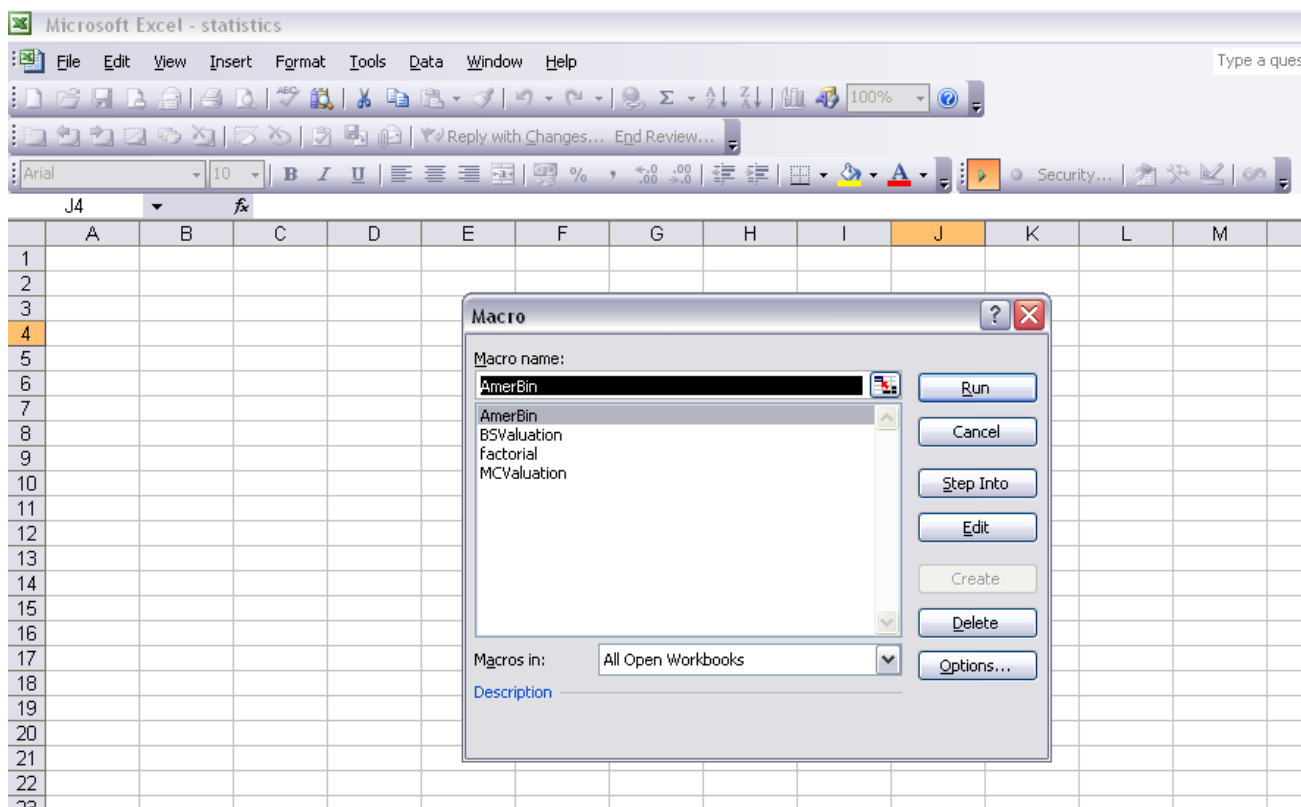 Microsoft Excel - statistics
File Edit View Insert Format Tools Data Window Help Type a ques
ABC Σ A Z Z A 100% ?
Reply with Changes... End Review...
Arial 10 B I U % , .00 A Security...
J4 fx
A B C D E F G H I J K L M
1
2
3
Macro ?
4
5
Macro name:
6
AmerBin Run
7
AmerBin
8
BSValuation Cancel
9
factorial
10
MCValuation Step Into
11
12
Edit
13
14
Create
15
16
Delete
17
Macros in: All Open Workbooks Options...
18
Description
19
20
21
22